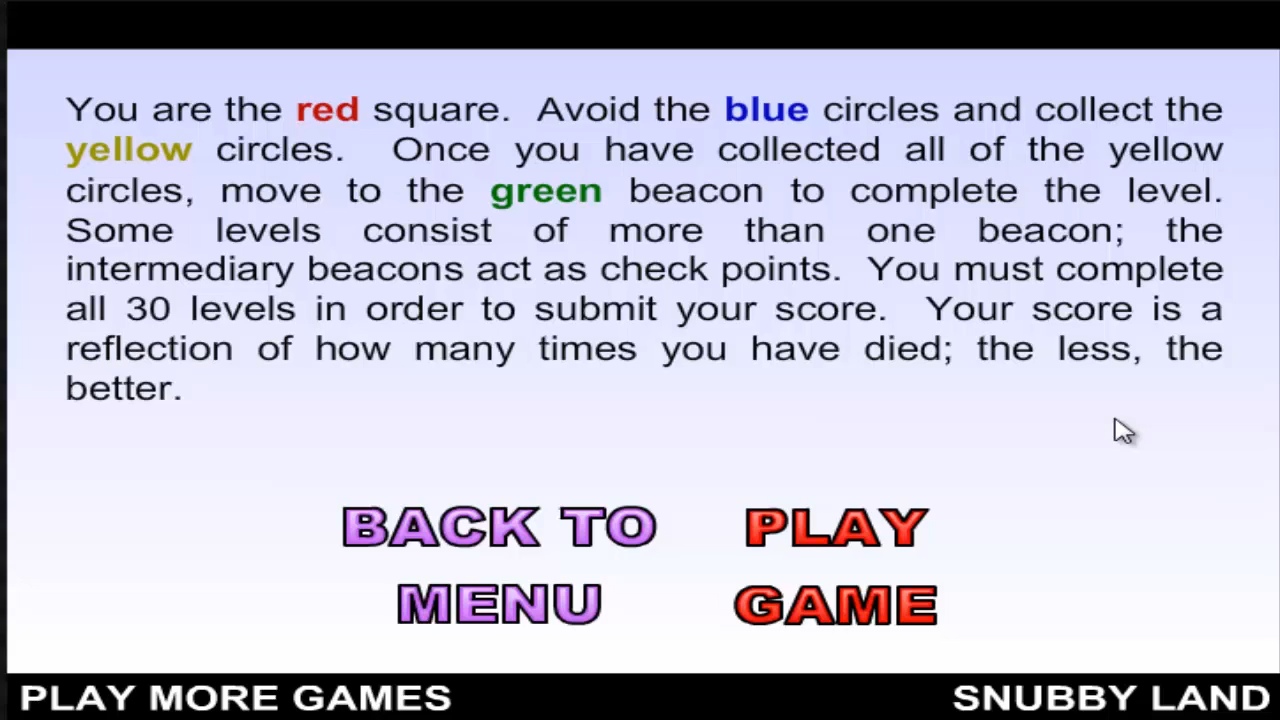 You are the red square.  Avoid the blue circles and collect the
yellow circles.  Once you have collected all of the yellow
circles, move to the green beacon to complete the level.
Some levels consist of more than one beacon; the
intermediary beacons act as check points.  You must complete
all 30 levels in order to submit your score.  Your score is a
reflection of how many times you have died; the less, the
better.
BACK TO
MENU
PLAY
GAME
PLAY MORE GAMES
SNUBBY LAND